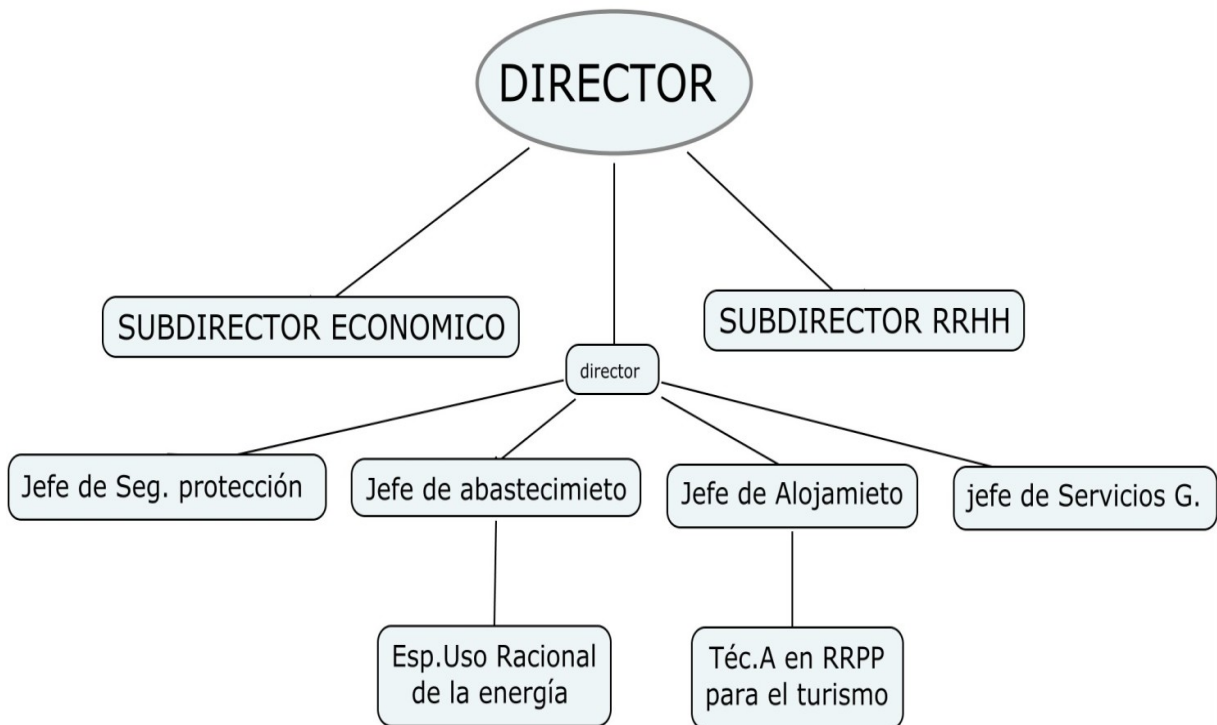 DIRECTOR
SUBDIRECTOR ECONOMICO
SUBDIRECTOR RRHH
director
Jefe de Seg. protección
Jefe de abastecimieto
Jefe de Alojamieto
jefe de Servicios G.
Esp.Uso Racional
de la energía
Téc.A en RRPP
para el turismo